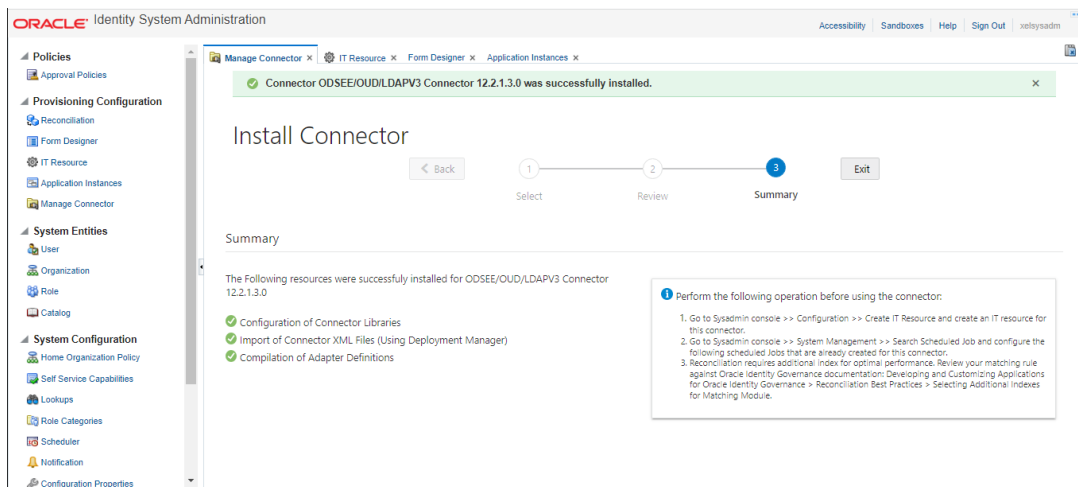 ORACLE® Identity System Administration
Accessibility Sandboxes Help Sign Out xelsysadm
Policies
Approval Policies
Provisioning Configuration
Reconciliation
Form Designer
IT Resource
Application Instances
Manage Connector
System Entities
User
Organization
Role
Catalog
System Configuration
Home Organization Policy
Self Service Capabilities
Lookups
Role Categories
Scheduler
Notification
Configuration Properties
Manage Connector × IT Resource × Form Designer × Application Instances ×
Connector ODSEE/OUD/LDAPV3 Connector 12.2.1.3.0 was successfully installed. ×
Install Connector
< Back 1 2 3 Exit
Select Review Summary
Summary
The Following resources were successfuly installed for ODSEE/OUD/LDAPV3 Connector
12.2.1.3.0
Configuration of Connector Libraries
Import of Connector XML Files (Using Deployment Manager)
Compilation of Adapter Definitions
Perform the following operation before using the connector:
1. Go to Sysadmin console >> Configuration >> Create IT Resource and create an IT resource for
this connector.
2. Go to Sysadmin console >> System Management >> Search Scheduled Job and configure the
following scheduled Jobs that are already created for this connector.
3. Reconciliation requires additional index for optimal performance. Review your matching rule
against Oracle Identity Governance documentation: Developing and Customizing Applications
for Oracle Identity Governance > Reconciliation Best Practices > Selecting Additional Indexes
for Matching Module.